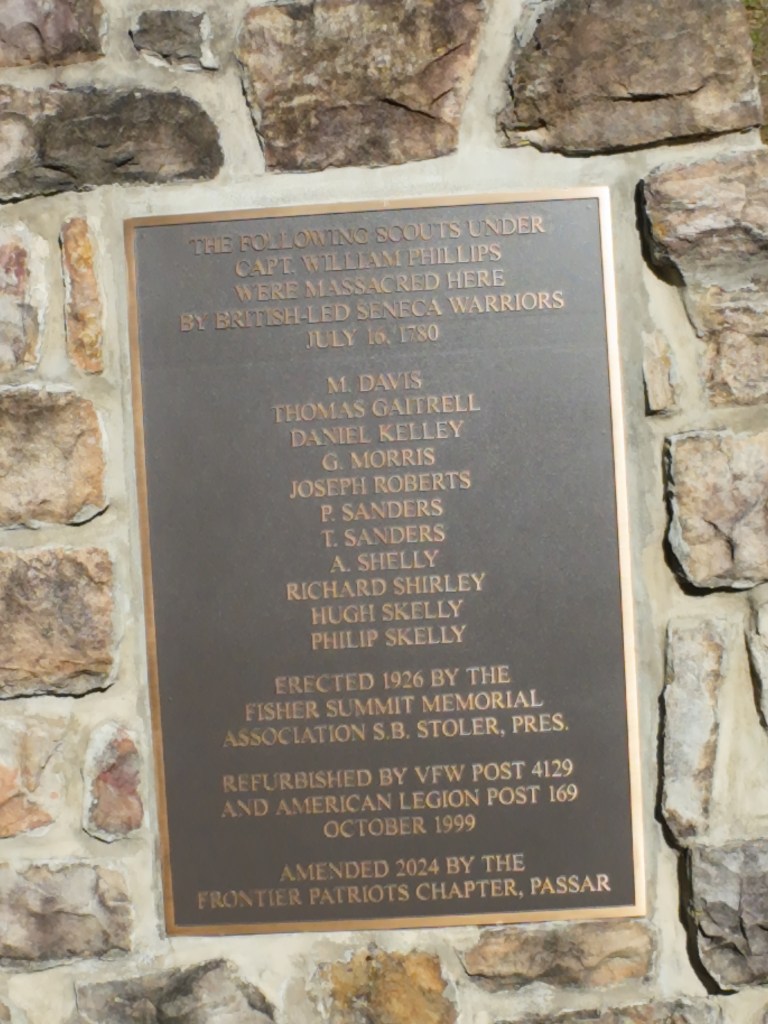 THE FOLLOWING SCOUTS UNDER
CAPT. WILLIAM PHILLIPS
WERE MASSACRED HERE
BY BRITISH-LED SENECA WARRIORS
JULY 16, 1780
M. DAVIS
THOMAS GAITRELL
DANIEL KELLEY
G. MORRIS
JOSEPH ROBERTS
P. SANDERS
T. SANDERS
A. SHELLY
RICHARD SHIRLEY
HUGH SKELLY
PHILIP SKELLY
ERECTED 1926 BY THE
FISHER SUMMIT MEMORIAL
ASSOCIATION S.B. STOLER, PRES.
REFURBISHED BY VFW POST 4129
AND AMERICAN LEGION POST 169
OCTOBER 1999
AMENDED 2024 BY THE
FRONTIER PATRIOTS CHAPTER, PASSAR